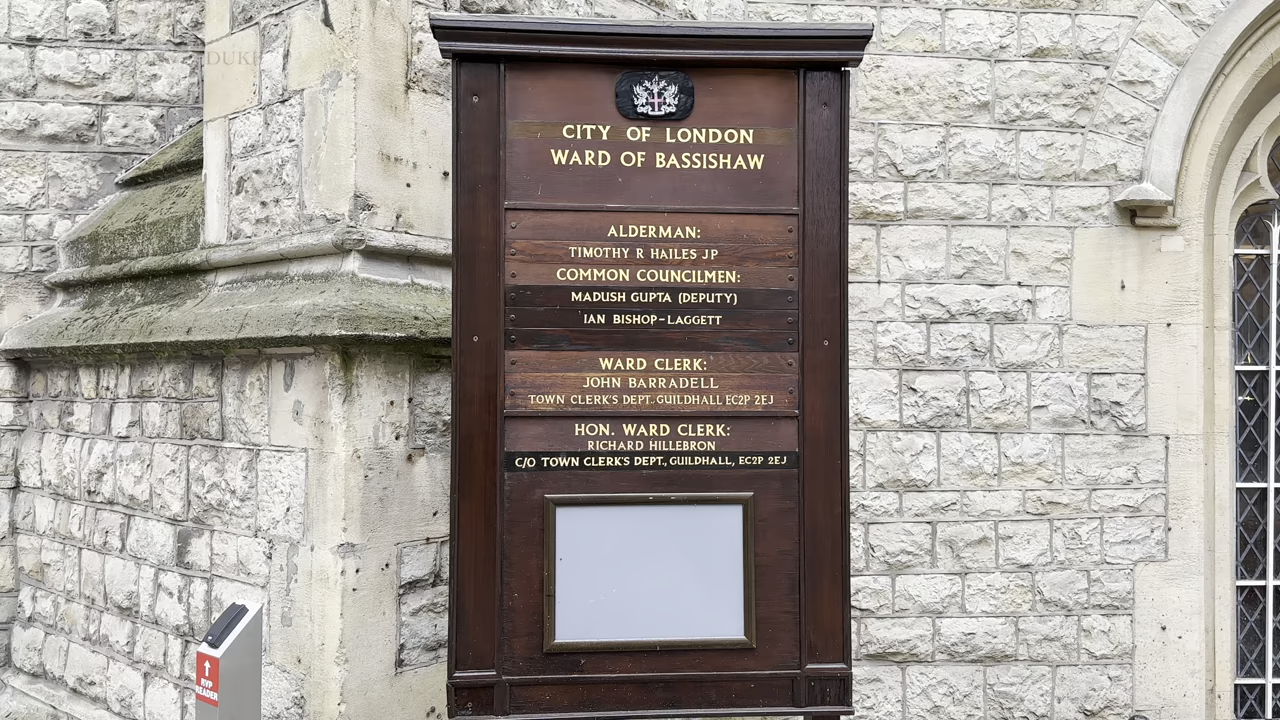 CITY OF LONDON
WARD OF BASSISHAW
ALDERMAN:
TIMOTHY R HAILES JP
COMMON COUNCILMEN:
MADUSH GUPTA (DEPUTY)
IAN BISHOP-LAGGETT
WARD CLERK:
JOHN BARRADELL
TOWN CLERK'S DEPT. GUILDHALL EC2P 2EJ
HON. WARD CLERK:
RICHARD HILLEBRON
C/O TOWN CLERK'S DEPT., GUILDHALL, EC2P 2EJ
RVP
READER